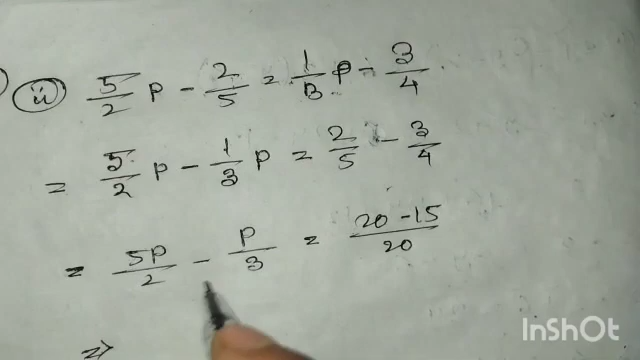 ii) 5/2 P - 2/5 = 1/3 P - 3/4
= 5/2 P - 1/3 P = 2/5 - 3/4
= 5P/2 - P/3 = 20-15/20
=>
InShOt